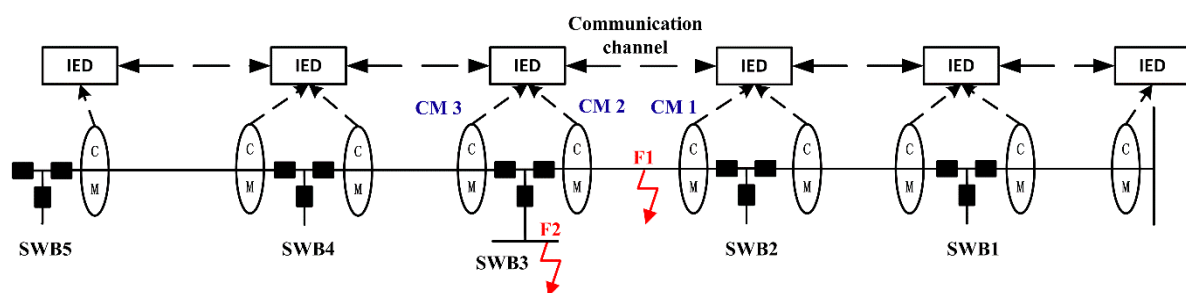 Communication
channel
IED IED IED IED IED IED
CM 3 CM 2 CM 1
C C C C C C C C
F1
M M M M M M M M
F2
SWB5 SWB4 SWB3 SWB2 SWB1